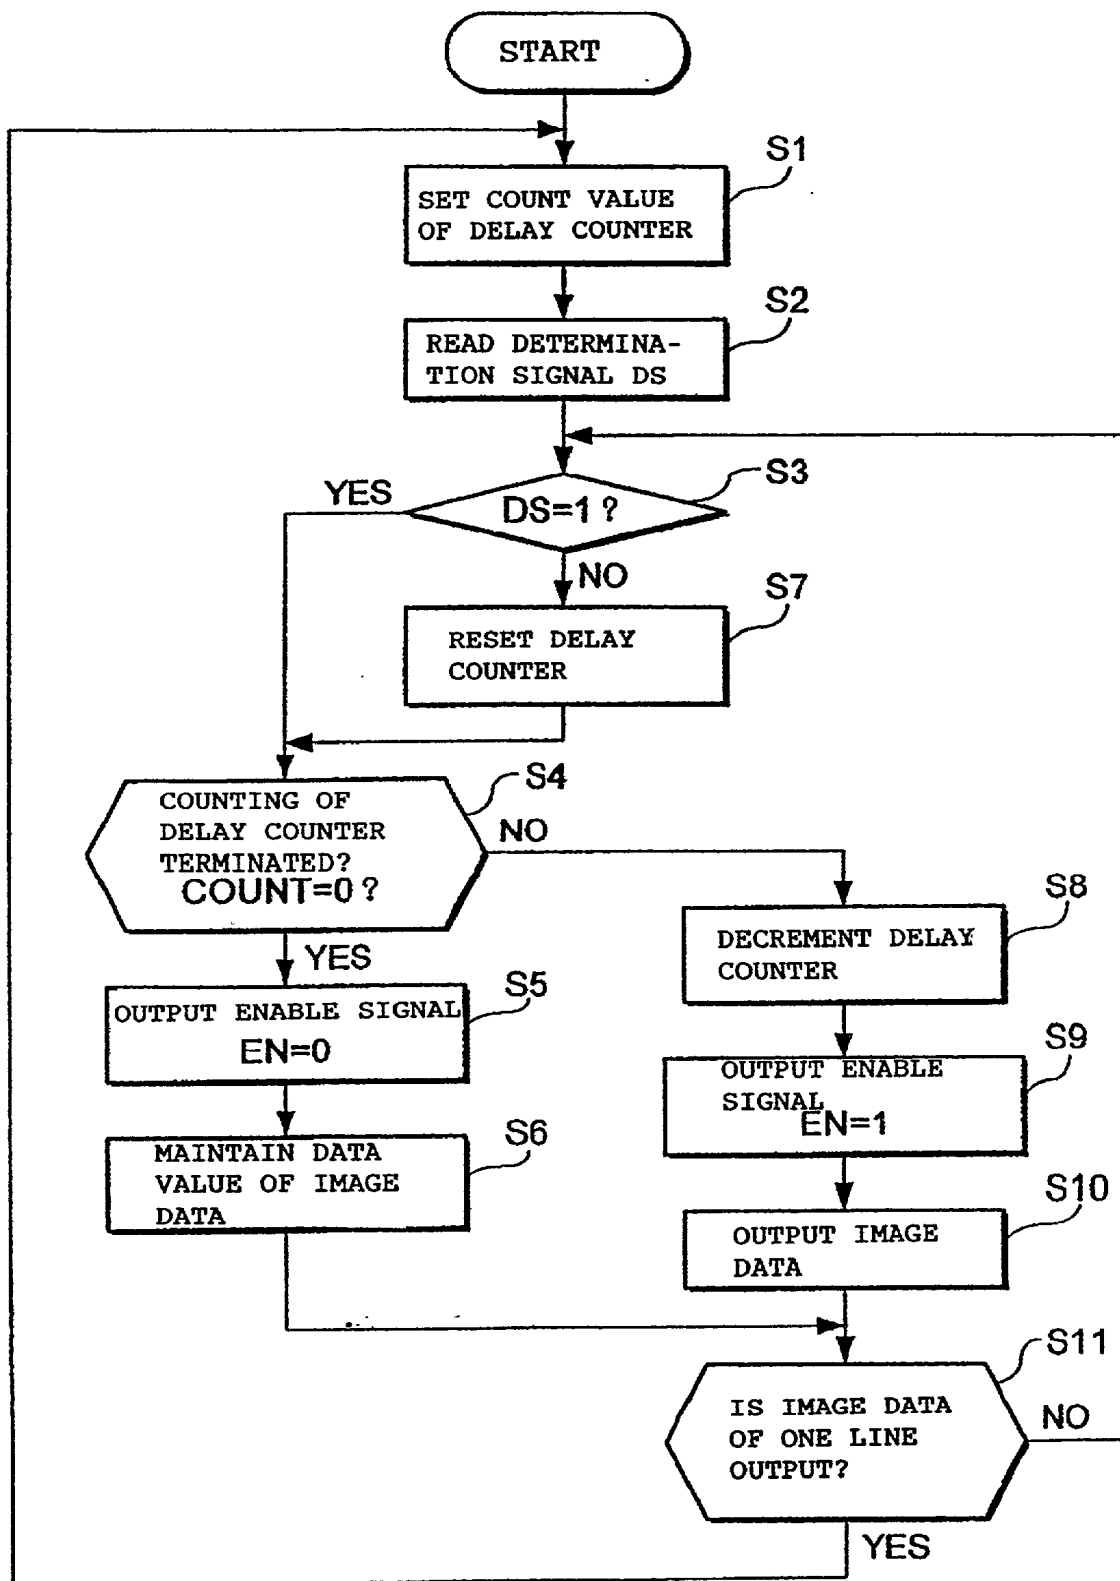 START
S1
SET COUNT VALUE
OF DELAY COUNTER
S2
READ DETERMINA-
TION SIGNAL DS
S3
YES
DS=1?
NO
S7
RESET DELAY
COUNTER
S4
COUNTING OF
DELAY COUNTER
TERMINATED?
COUNT=0?
NO
YES
S8
DECREMENT DELAY
COUNTER
S5
OUTPUT ENABLE SIGNAL
EN=0
S9
OUTPUT ENABLE
SIGNAL
EN=1
S6
MAINTAIN DATA
VALUE OF IMAGE
DATA
S10
OUTPUT IMAGE
DATA
S11
IS IMAGE DATA
OF ONE LINE
OUTPUT?
NO
YES